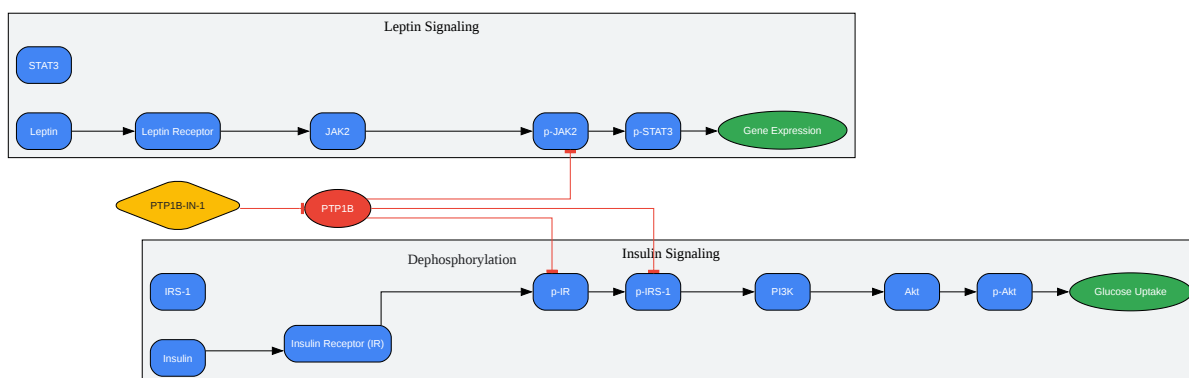 Leptin Signaling
STAT3
Leptin
Leptin Receptor
JAK2
p-JAK2
p-STAT3
Gene Expression
PTP1B-IN-1
PTP1B
Insulin Signaling
Dephosphorylation
IRS-1
p-IR
p-IRS-1
PI3K
Akt
p-Akt
Glucose Uptake
Insulin Receptor (IR)
Insulin